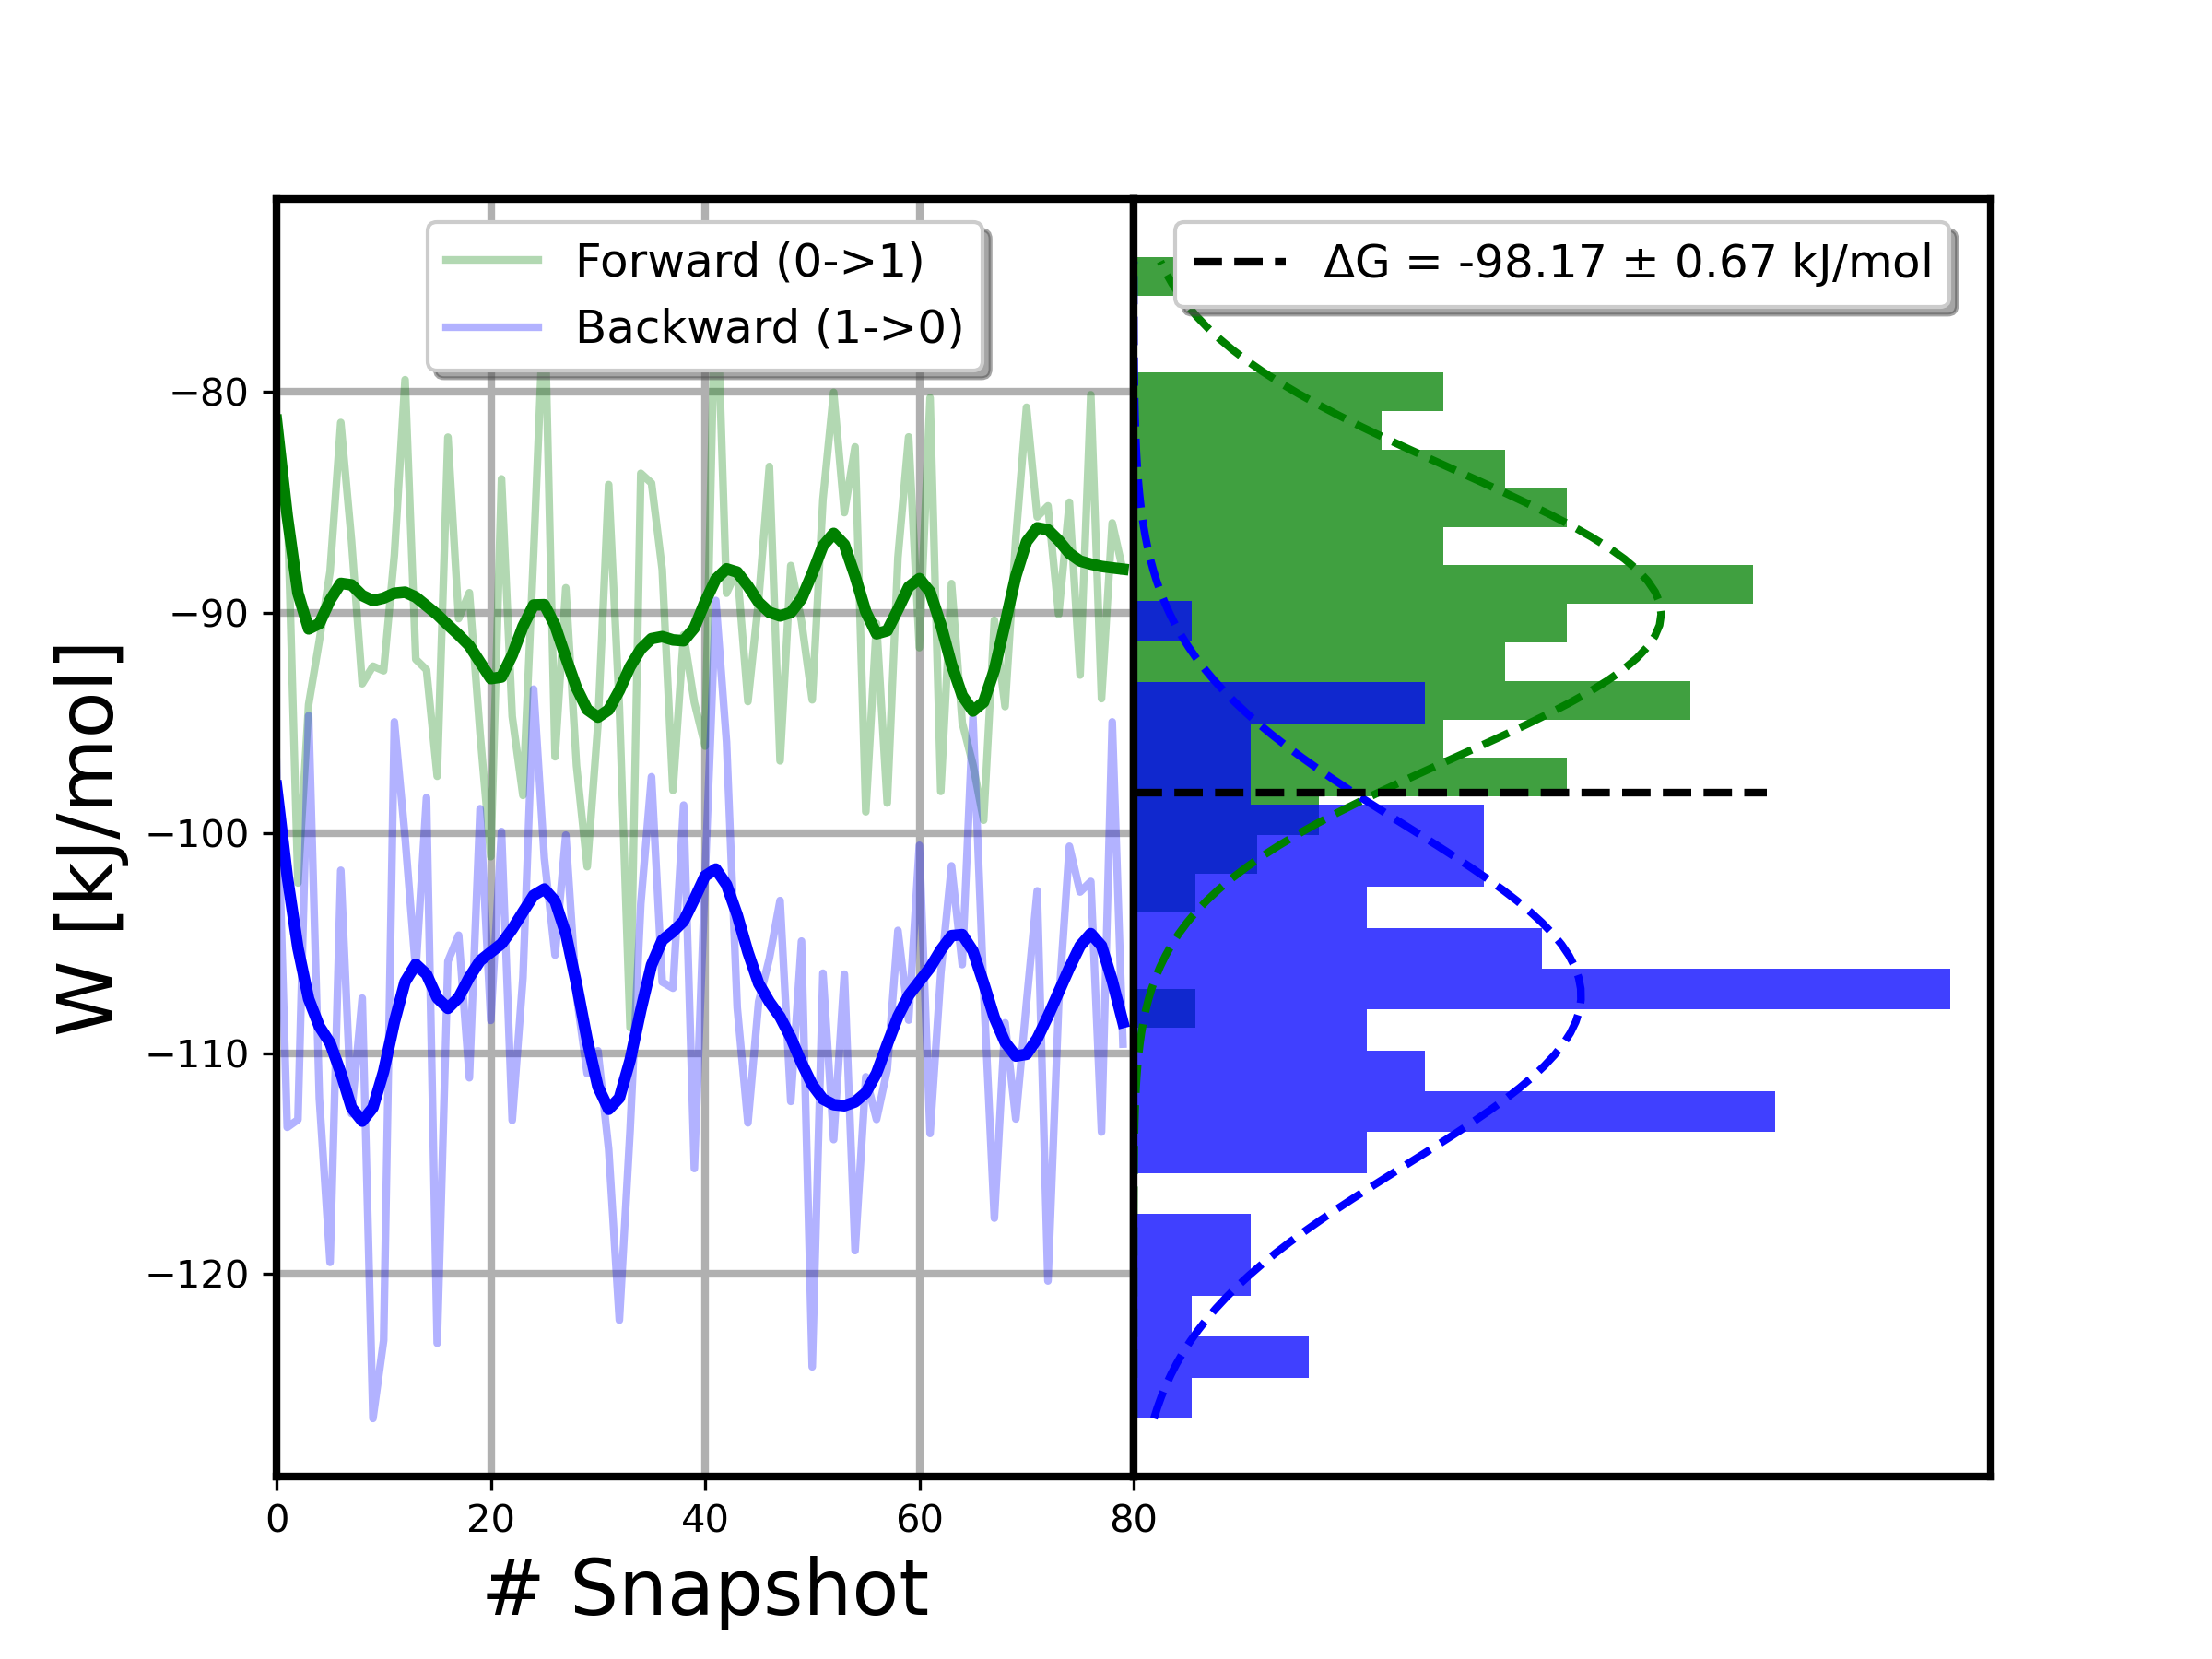 Forward (0->1)
Backward (1->0)
ΔG = -98.17 ± 0.67 kJ/mol
W [kJ/mol]
−80
−90
−100
−110
−120
0 20 40 60 80
# Snapshot